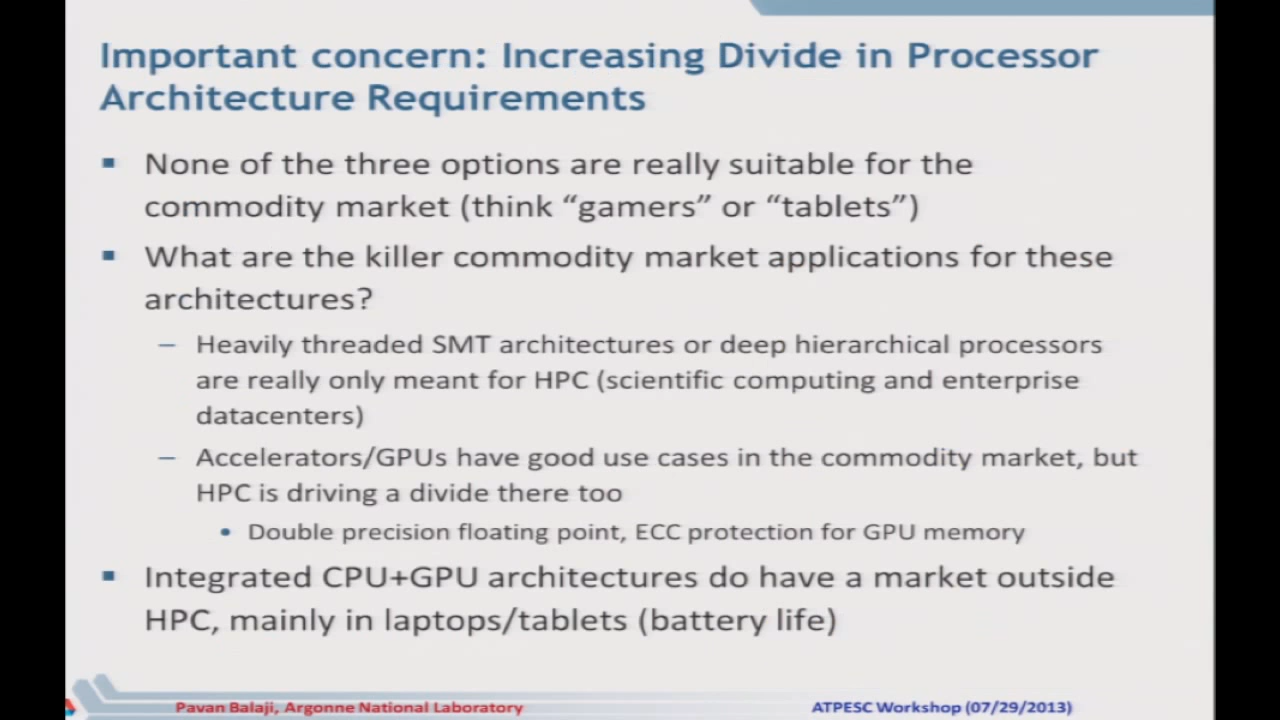 Important concern: Increasing Divide in Processor
Architecture Requirements
None of the three options are really suitable for the
commodity market (think “gamers” or “tablets”)
What are the killer commodity market applications for these
architectures?
– Heavily threaded SMT architectures or deep hierarchical processors
are really only meant for HPC (scientific computing and enterprise
datacenters)
– Accelerators/GPUs have good use cases in the commodity market, but
HPC is driving a divide there too
• Double precision floating point, ECC protection for GPU memory
Integrated CPU+GPU architectures do have a market outside
HPC, mainly in laptops/tablets (battery life)
Pavan Balaji, Argonne National Laboratory
ATPESC Workshop (07/29/2013)